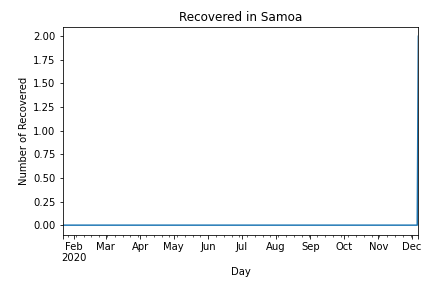 Recovered in Samoa
2.00
1.75
1.50
1.25
1.00
0.75
0.50
0.25
0.00
Number of Recovered
Feb Mar Apr May Jun Jul Aug Sep Oct Nov Dec
2020
Day